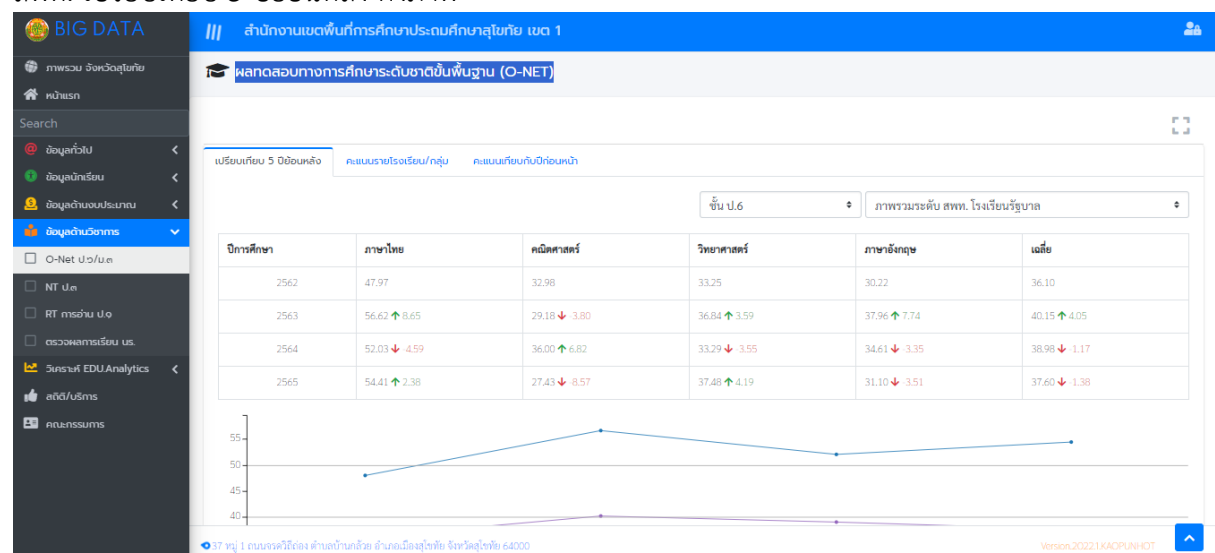 BIG DATA
สำนักงานเขตพื้นที่การศึกษาประถมศึกษาสุโขทัย เขต 1
ภาพรวม จังหวัดสุโขทัย
ผลทดสอบทางการศึกษาระดับชาติขั้นพื้นฐาน (O-NET)
หน้าแรก
Search
ข้อมูลทั่วไป
เปรียบเทียบ 5 ปีย้อนหลัง คะแนนรายโรงเรียน/กลุ่ม คะแนนเทียบกับปีก่อนหน้า
ข้อมูลนักเรียน
ข้อมูลด้านงบประมาณ
ชั้น ป.6 ภาพรวมระดับ สพท. โรงเรียนรัฐบาล
ข้อมูลด้านวิชาการ
O-Net ป.๖/ม.๓
NT ป.๓
RT การอ่าน ป.๑
ตรวจผลการเรียน นร.
วิเคราะห์ EDU.Analytics
สถิติ/บริการ
คณะกรรมการ
ปีการศึกษา ภาษาไทย คณิตศาสตร์ วิทยาศาสตร์ ภาษาอังกฤษ เฉลี่ย
2562 47.97 32.98 33.25 30.22 36.10
2563 56.62 8.65 29.18 -3.80 36.84 3.59 37.96 7.74 40.15 4.05
2564 52.03 -4.59 36.00 6.82 33.29 -3.55 34.61 -3.35 38.98 -1.17
2565 54.41 2.38 27.43 -8.57 37.48 4.19 31.10 -3.51 37.60 -1.38
55
50
45
40
37 หมู่ 1 ถนนจรดวิถีถ่อง ตำบลบ้านกล้วย อำเภอเมืองสุโขทัย จังหวัดสุโขทัย 64000
Version.2022.1.KAOPUNHOT